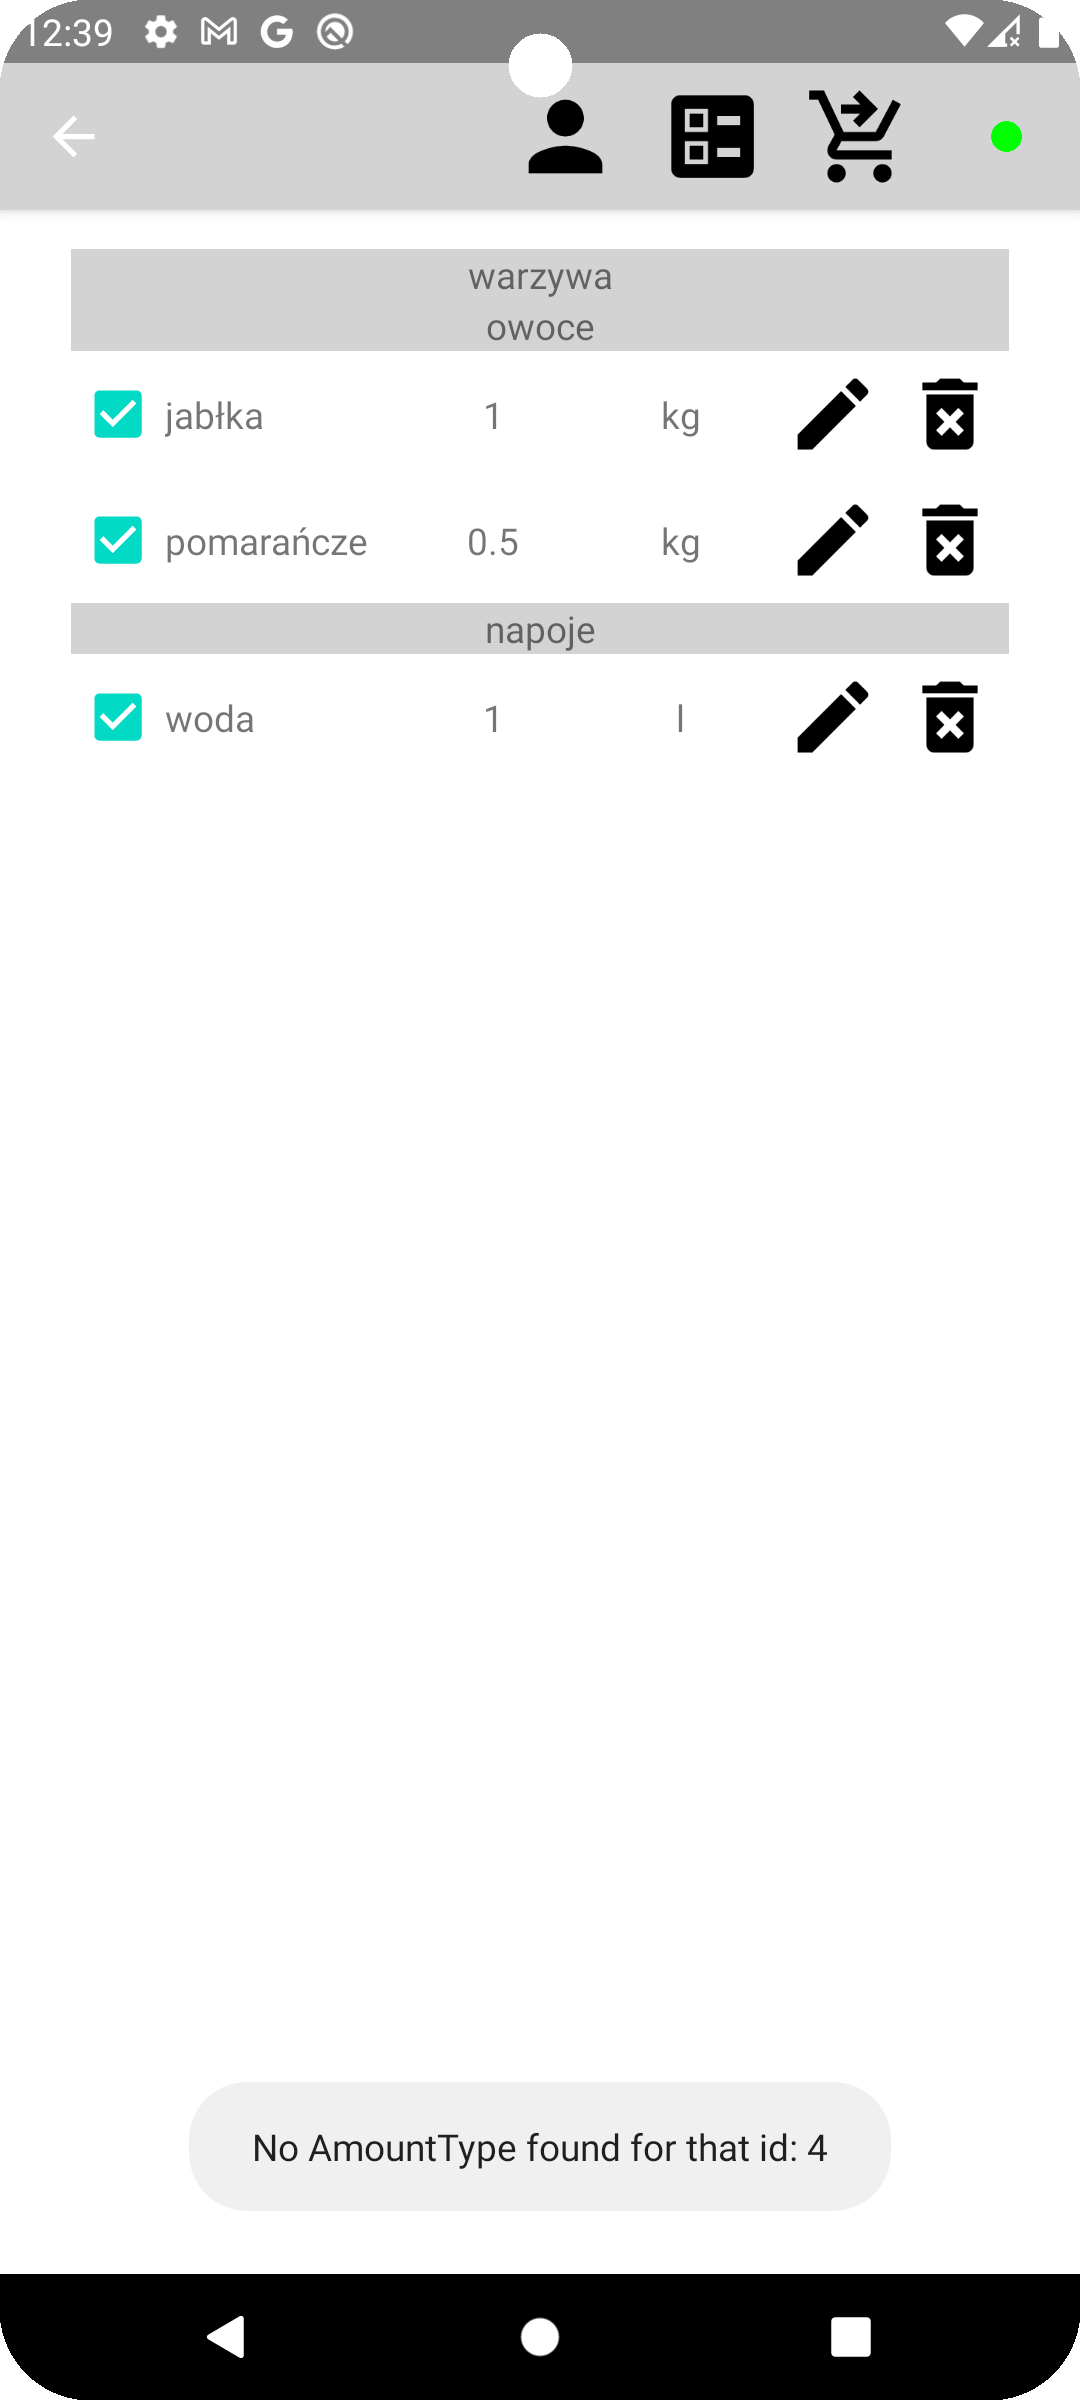 12:39
warzywa
owoce
jabłka 1 kg
pomarańcze 0.5 kg
napoje
woda 1 l
No AmountType found for that id: 4